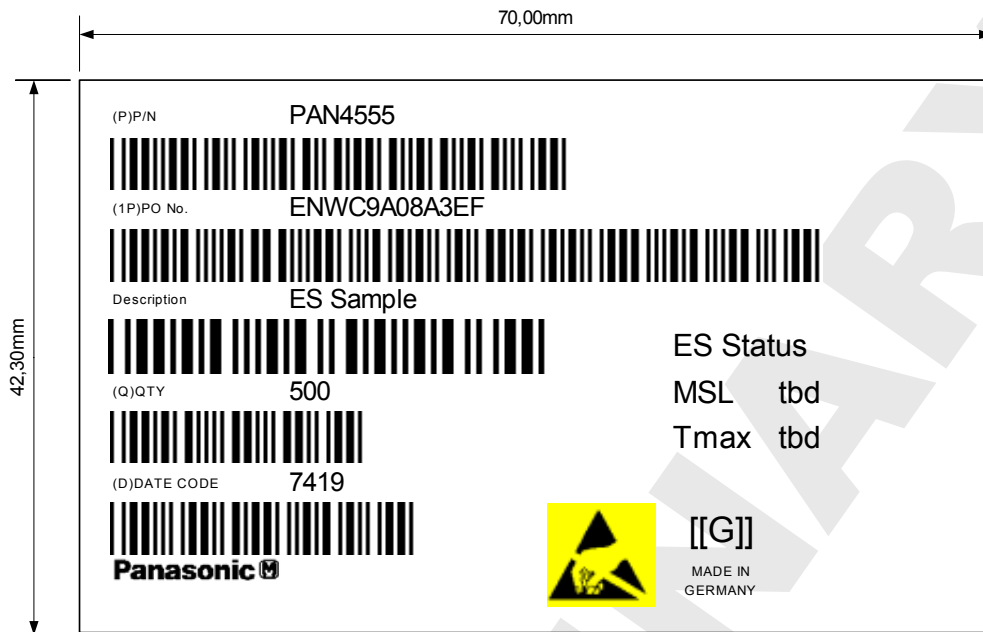 70,00mm
42,30mm
(P)P/N PAN4555
(1P)PO No. ENWC9A08A3EF
Description ES Sample
ES Status
(Q)QTY 500
MSL tbd
Tmax tbd
(D)DATE CODE 7419
[[G]]
Panasonic M
MADE IN
GERMANY
NARY